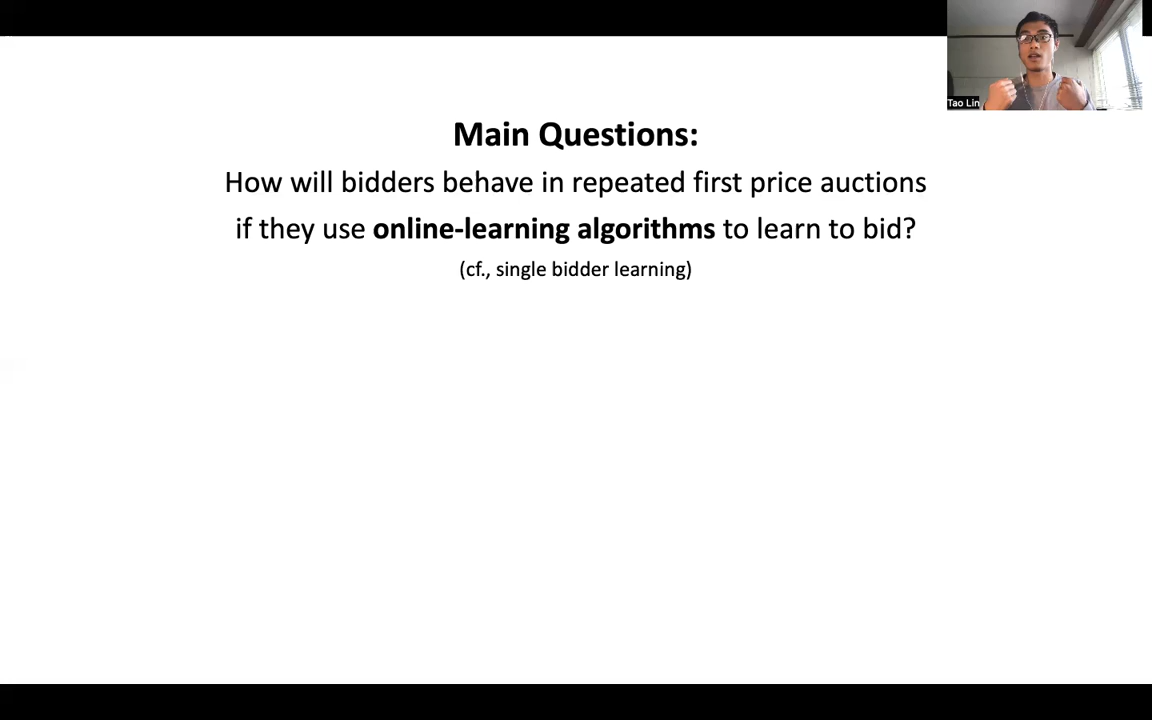 Tao Lin
Main Questions:
How will bidders behave in repeated first price auctions
if they use online-learning algorithms to learn to bid?
(cf., single bidder learning)